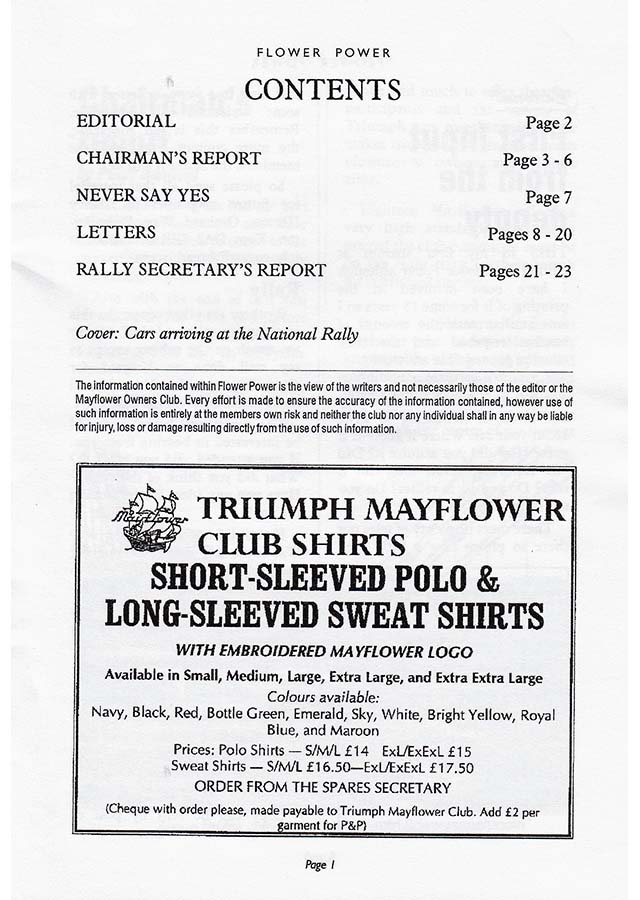 FLOWER POWER
CONTENTS
EDITORIAL Page 2
CHAIRMAN'S REPORT Page 3 - 6
NEVER SAY YES Page 7
LETTERS Pages 8 - 20
RALLY SECRETARY'S REPORT Pages 21 - 23
Cover: Cars arriving at the National Rally
The information contained within Flower Power is the view of the writers and not necessarily those of the editor or the
Mayflower Owners Club. Every effort is made to ensure the accuracy of the information contained, however use of
such information is entirely at the members own risk and neither the club nor any individual shall in any way be liable
for injury, loss or damage resulting directly from the use of such information.
Mayflower
TRIUMPH MAYFLOWER
CLUB SHIRTS
SHORT-SLEEVED POLO &
LONG-SLEEVED SWEAT SHIRTS
WITH EMBROIDERED MAYFLOWER LOGO
Available in Small, Medium, Large, Extra Large, and Extra Extra Large
Colours available:
Navy, Black, Red, Bottle Green, Emerald, Sky, White, Bright Yellow, Royal
Blue, and Maroon
Prices: Polo Shirts — S/M/L £14 ExL/ExExL £15
Sweat Shirts — S/M/L £16.50—ExL/ExExL £17.50
ORDER FROM THE SPARES SECRETARY
(Cheque with order please, made payable to Triumph Mayflower Club. Add £2 per
garment for P&P)
Page 1